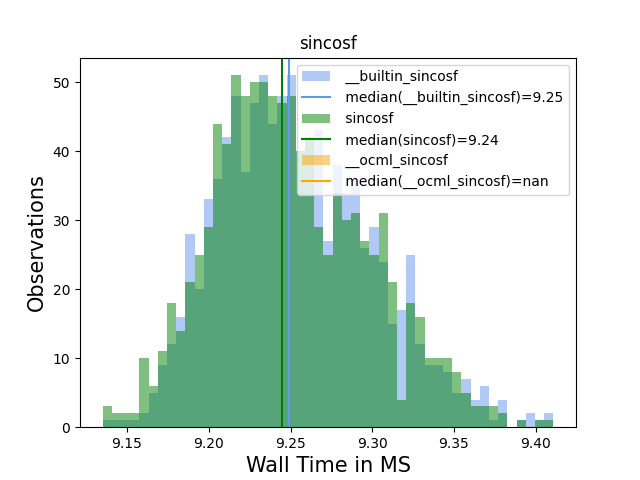 sincosf
__builtin_sincosf
median(__builtin_sincosf)=9.25
sincosf
median(sincosf)=9.24
__ocml_sincosf
median(__ocml_sincosf)=nan
Observations
50
40
30
20
10
0
9.15 9.20 9.25 9.30 9.35 9.40
Wall Time in MS